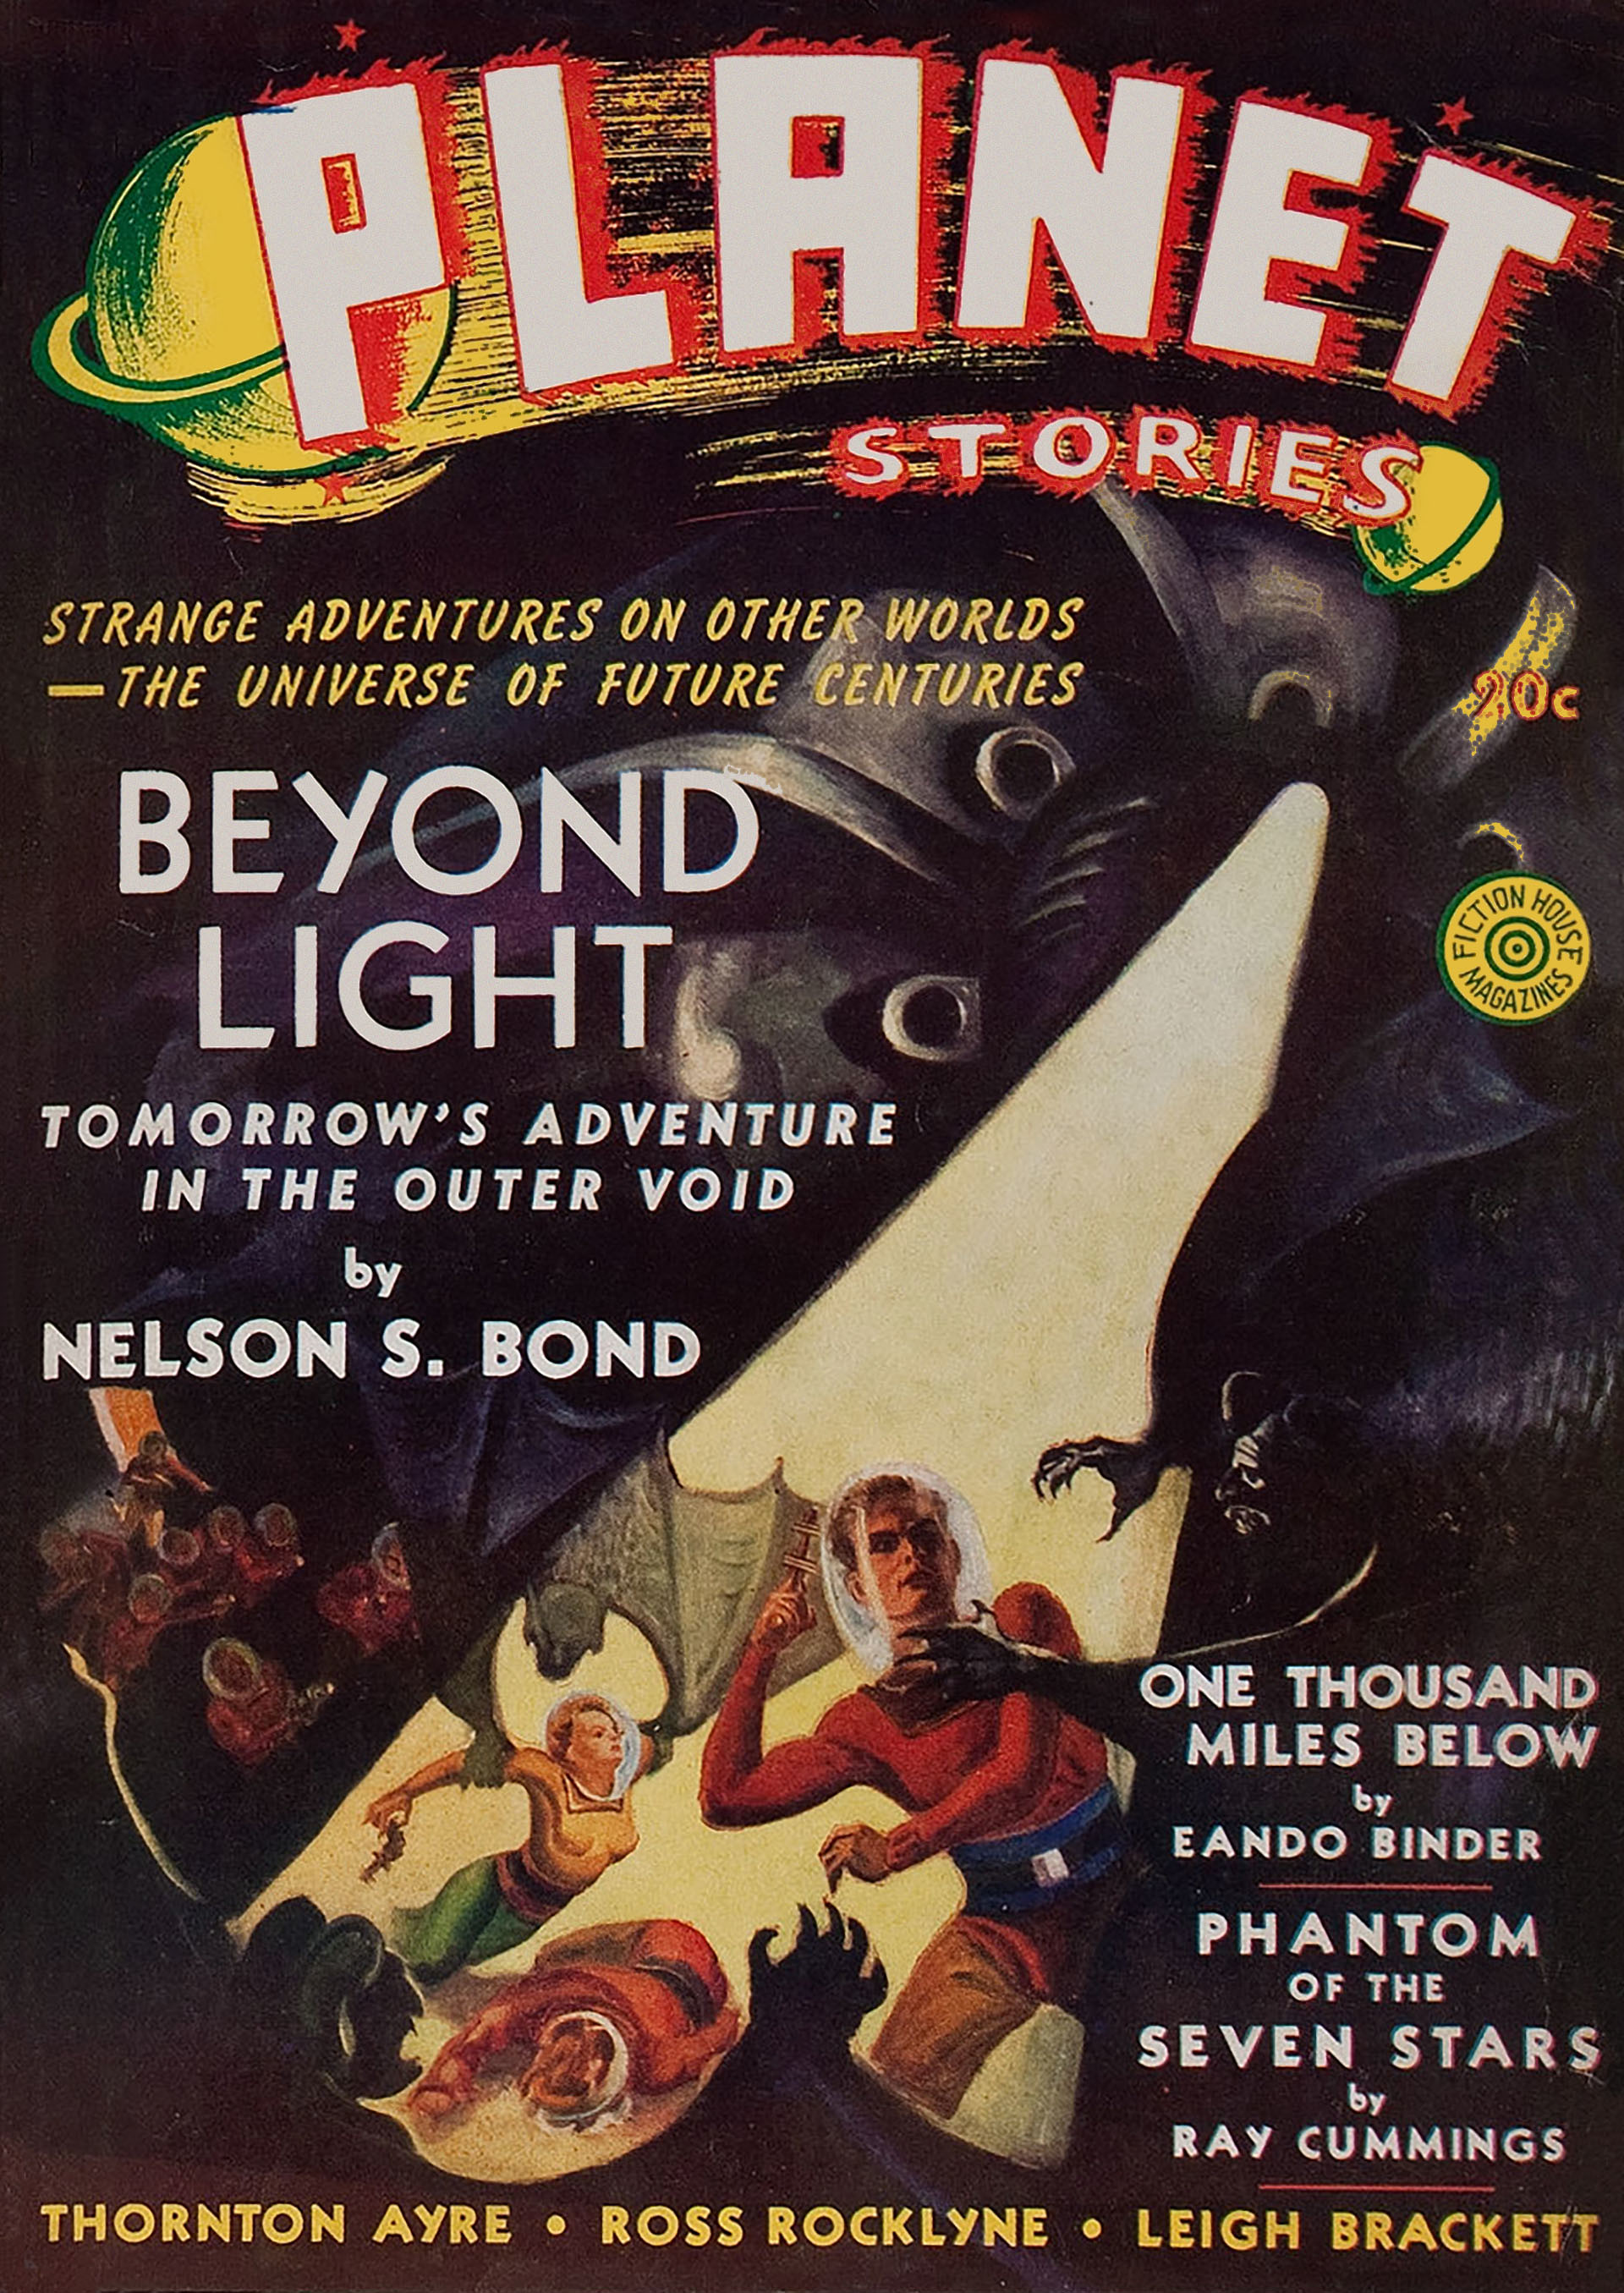 PLANET
STORIES
STRANGE ADVENTURES ON OTHER WORLDS
—THE UNIVERSE OF FUTURE CENTURIES
20c
BEYOND
LIGHT
FICTION HOUSE
MAGAZINES
TOMORROW'S ADVENTURE
IN THE OUTER VOID
by
NELSON S. BOND
ONE THOUSAND
MILES BELOW
by
EANDO BINDER
PHANTOM
OF THE
SEVEN STARS
by
RAY CUMMINGS
THORNTON AYRE • ROSS ROCKLYNE • LEIGH BRACKETT